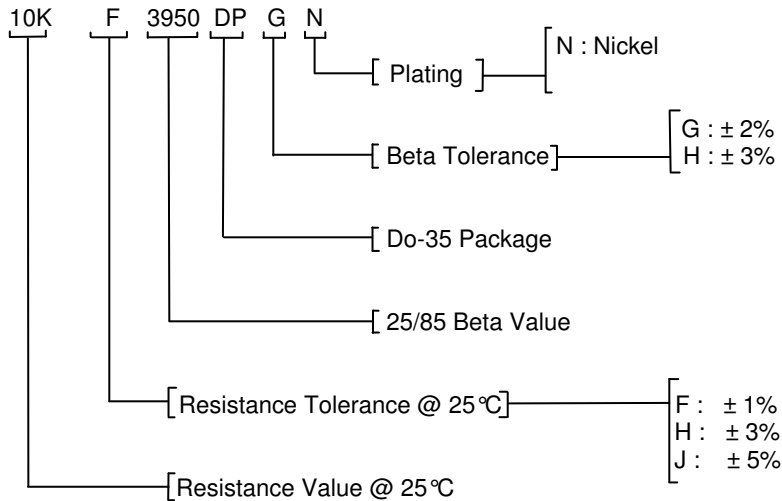 10K F 3950 DP G N
N : Nickel
Plating
G : ± 2%
Beta Tolerance
H : ± 3%
Do-35 Package
25/85 Beta Value
Resistance Tolerance @ 25℃
F : ± 1%
H : ± 3%
J : ± 5%
Resistance Value @ 25℃